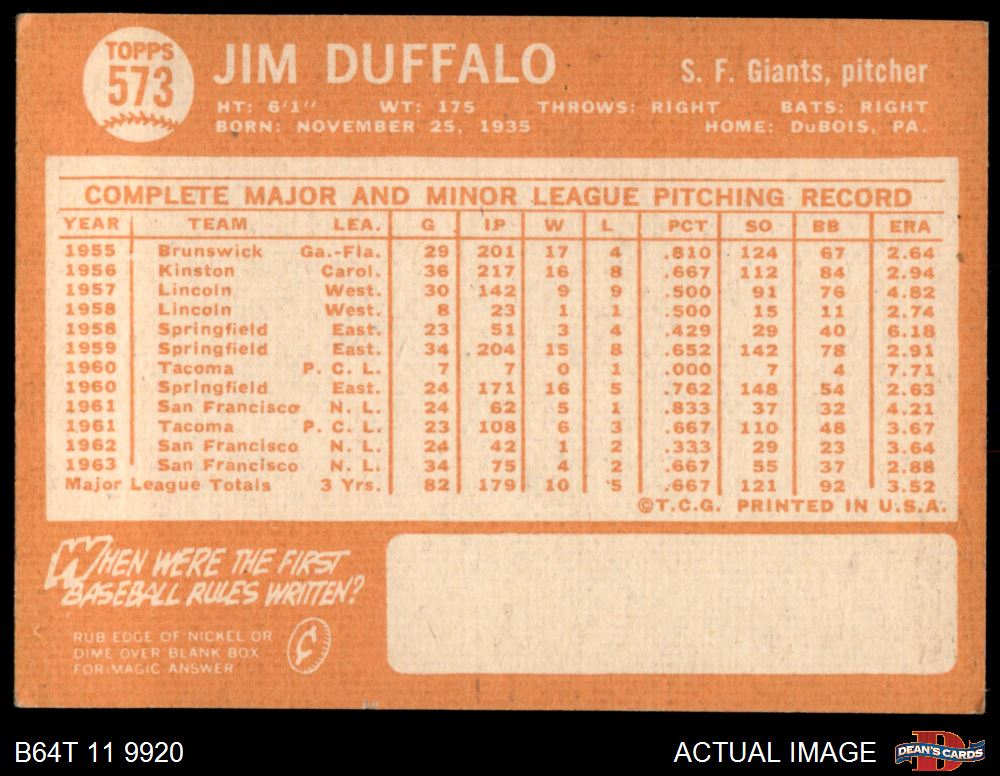 TOPPS
573
JIM DUFFALO
S. F. Giants, pitcher
HT: 6'1" WT: 175 THROWS: RIGHT BATS: RIGHT
BORN: NOVEMBER 25, 1935 HOME: DuBOIS, PA.
COMPLETE MAJOR AND MINOR LEAGUE PITCHING RECORD
YEAR TEAM LEA. G IP W L PCT SO BB ERA
1955 Brunswick Ga.-Fla. 29 201 17 4 .810 124 67 2.64
1956 Kinston Carol. 36 217 16 8 .667 112 84 2.94
1957 Lincoln West. 30 142 9 9 .500 91 76 4.82
1958 Lincoln West. 8 23 1 1 .500 15 11 2.74
1958 Springfield East. 23 51 3 4 .429 29 40 6.18
1959 Springfield East. 34 204 15 8 .652 142 78 2.91
1960 Tacoma P. C. L. 7 7 0 1 .000 7 4 7.71
1960 Springfield East. 24 171 16 5 .762 148 54 2.63
1961 San Francisco N. L. 24 62 5 1 .833 37 32 4.21
1961 Tacoma P. C. L. 23 108 6 3 .667 110 48 3.67
1962 San Francisco N. L. 24 42 1 2 .333 29 23 3.64
1963 San Francisco N. L. 34 75 4 2 .667 55 37 2.88
Major League Totals 3 Yrs. 82 179 10 5 .667 121 92 3.52
©T.C.G. PRINTED IN U.S.A.
WHEN WERE THE FIRST
BASEBALL RULES WRITTEN?
RUB EDGE OF NICKEL OR
DIME OVER BLANK BOX
FOR MAGIC ANSWER
¢
B64T 11 9920
ACTUAL IMAGE
DEAN'S CARDS